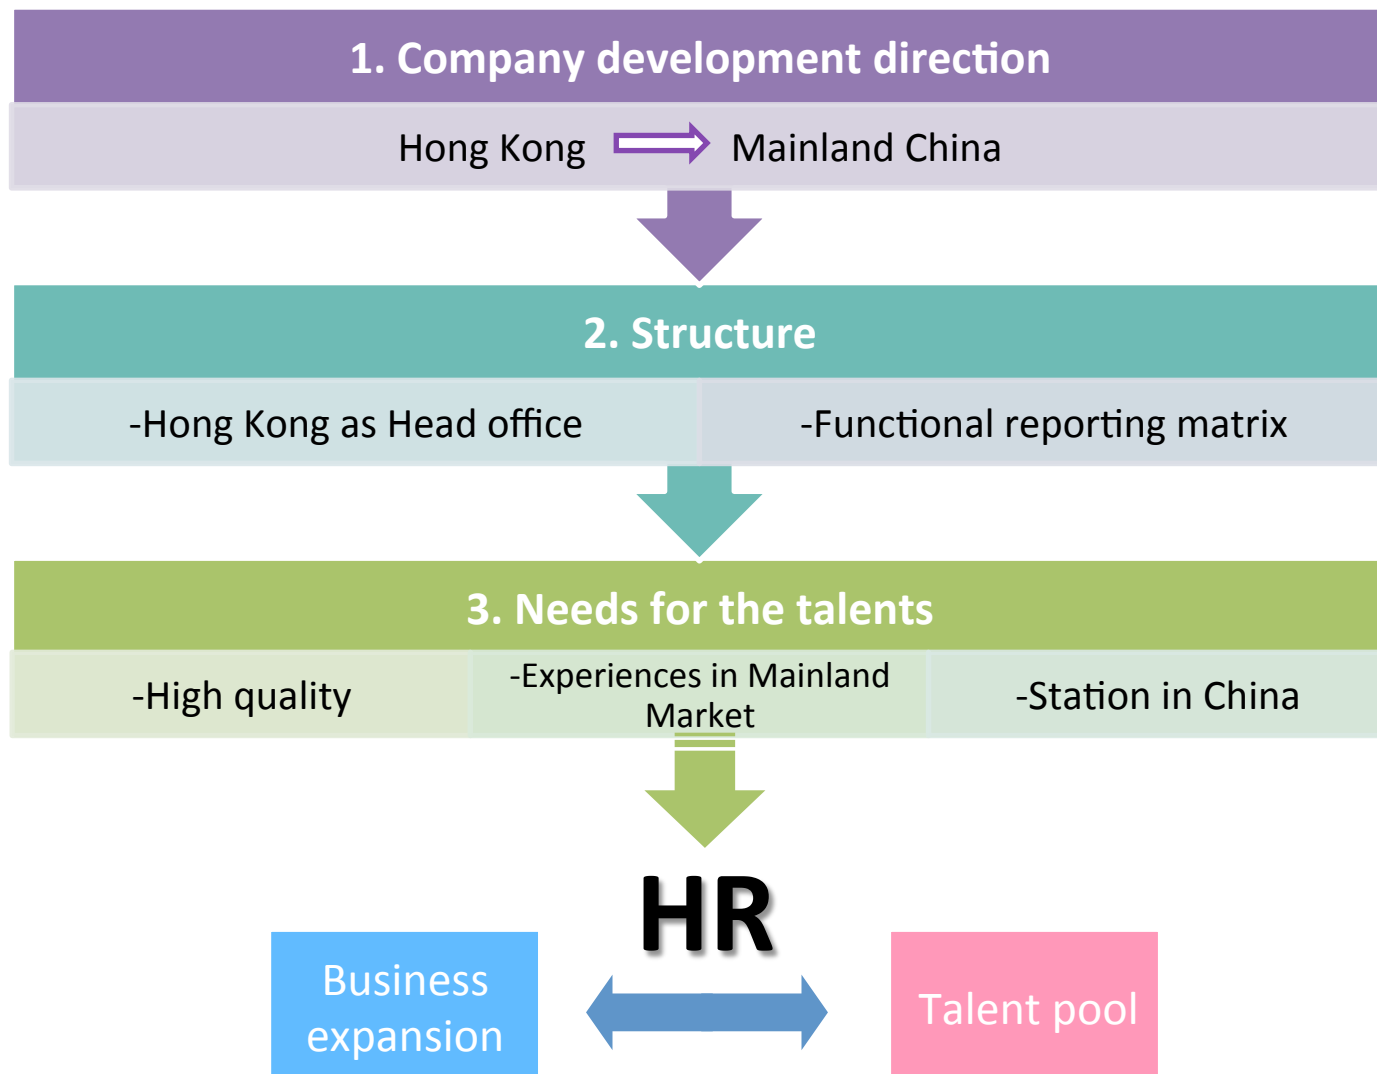 1. Company development direction
Hong Kong Mainland China
2. Structure
-Hong Kong as Head office -Functional reporting matrix
3. Needs for the talents
-High quality
-Experiences in Mainland
Market
-Station in China
HR
Business
expansion
Talent pool